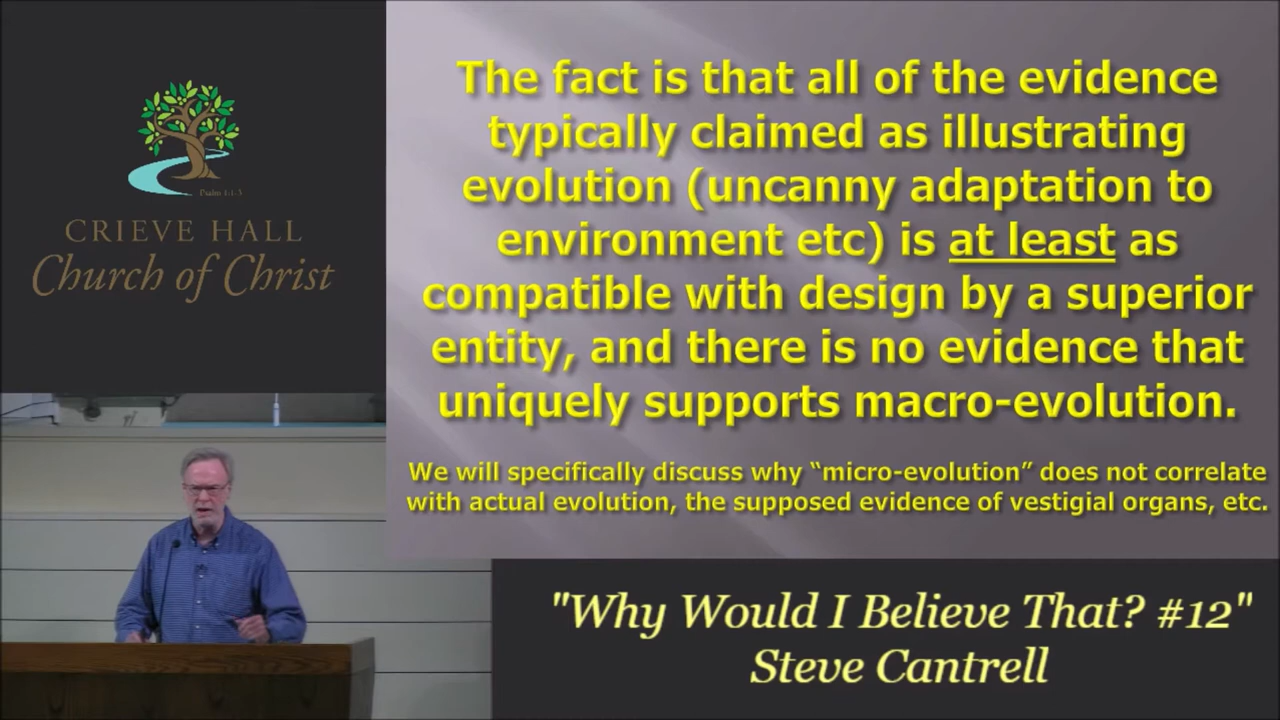 Psalm 1:1-3
CRIEVE HALL
Church of Christ
The fact is that all of the evidence
typically claimed as illustrating
evolution (uncanny adaptation to
environment etc) is at least as
compatible with design by a superior
entity, and there is no evidence that
uniquely supports macro-evolution.
We will specifically discuss why “micro-evolution” does not correlate
with actual evolution, the supposed evidence of vestigial organs, etc.
"Why Would I Believe That? #12"
Steve Cantrell